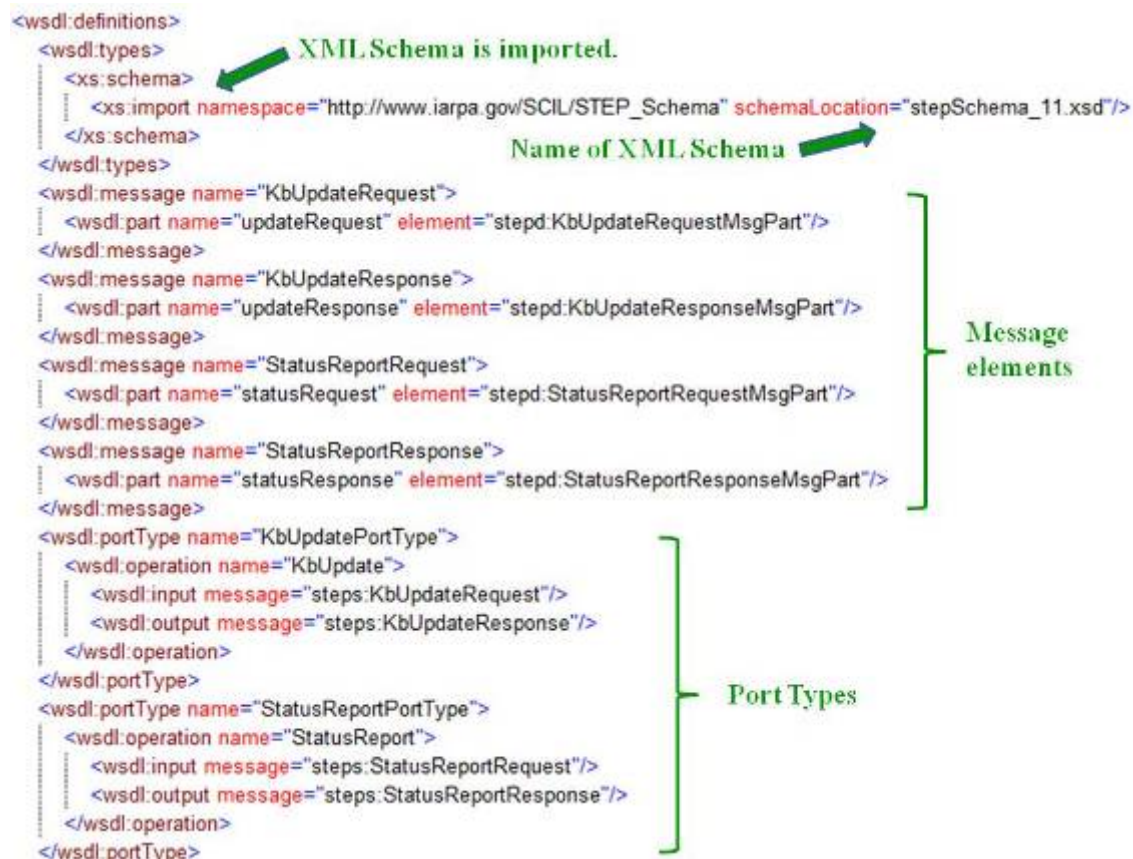 <wsdl:definitions>
<wsdl:types>
XML Schema is imported.
<xs:schema>
<xs:import namespace="http://www.iarpa.gov/SCIL/STEP_Schema" schemaLocation="stepSchema_11.xsd"/>
</xs:schema>
Name of XML Schema
</wsdl:types>
<wsdl:message name="KbUpdateRequest">
<wsdl:part name="updateRequest" element="stepd:KbUpdateRequestMsgPart"/>
</wsdl:message>
<wsdl:message name="KbUpdateResponse">
<wsdl:part name="updateResponse" element="stepd:KbUpdateResponseMsgPart"/>
</wsdl:message>
<wsdl:message name="StatusReportRequest">
<wsdl:part name="statusRequest" element="stepd:StatusReportRequestMsgPart"/>
</wsdl:message>
<wsdl:message name="StatusReportResponse">
<wsdl:part name="statusResponse" element="stepd:StatusReportResponseMsgPart"/>
</wsdl:message>
Message
elements
<wsdl:portType name="KbUpdatePortType">
<wsdl:operation name="KbUpdate">
<wsdl:input message="steps:KbUpdateRequest"/>
<wsdl:output message="steps:KbUpdateResponse"/>
</wsdl:operation>
</wsdl:portType>
<wsdl:portType name="StatusReportPortType">
<wsdl:operation name="StatusReport">
<wsdl:input message="steps:StatusReportRequest"/>
<wsdl:output message="steps:StatusReportResponse"/>
</wsdl:operation>
</wsdl:portType>
Port Types